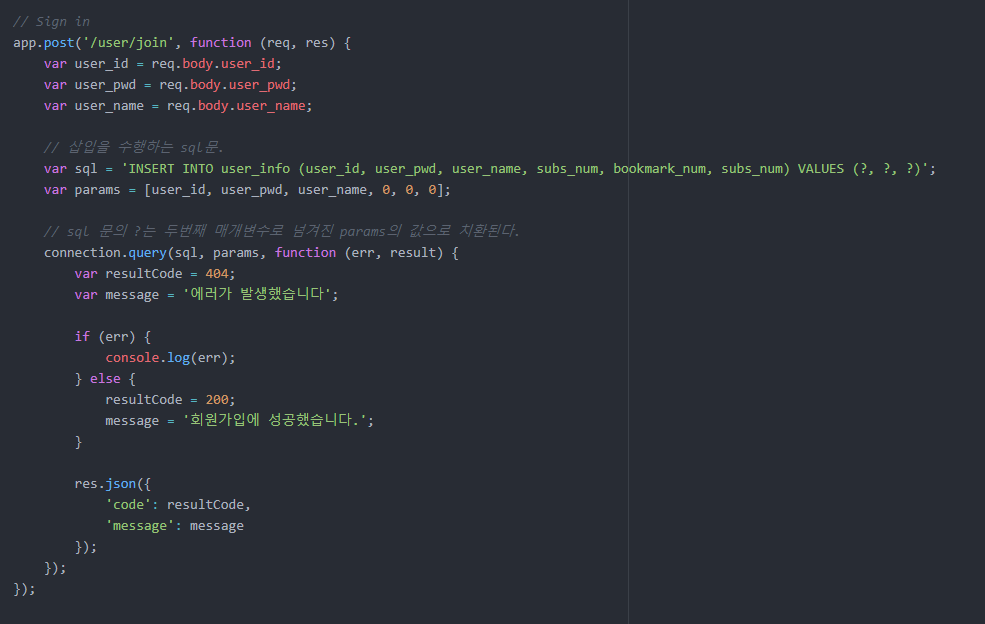 // Sign in
app.post('/user/join', function (req, res) {
    var user_id = req.body.user_id;
    var user_pwd = req.body.user_pwd;
    var user_name = req.body.user_name;

    // 삽입을 수행하는 sql문.
    var sql = 'INSERT INTO user_info (user_id, user_pwd, user_name, subs_num, bookmark_num, subs_num) VALUES (?, ?, ?)';
    var params = [user_id, user_pwd, user_name, 0, 0, 0];

    // sql 문의 ?는 두번째 매개변수로 넘겨진 params의 값으로 치환된다.
    connection.query(sql, params, function (err, result) {
        var resultCode = 404;
        var message = '에러가 발생했습니다';

        if (err) {
            console.log(err);
        } else {
            resultCode = 200;
            message = '회원가입에 성공했습니다.';
        }

        res.json({
            'code': resultCode,
            'message': message
        });
    });
});